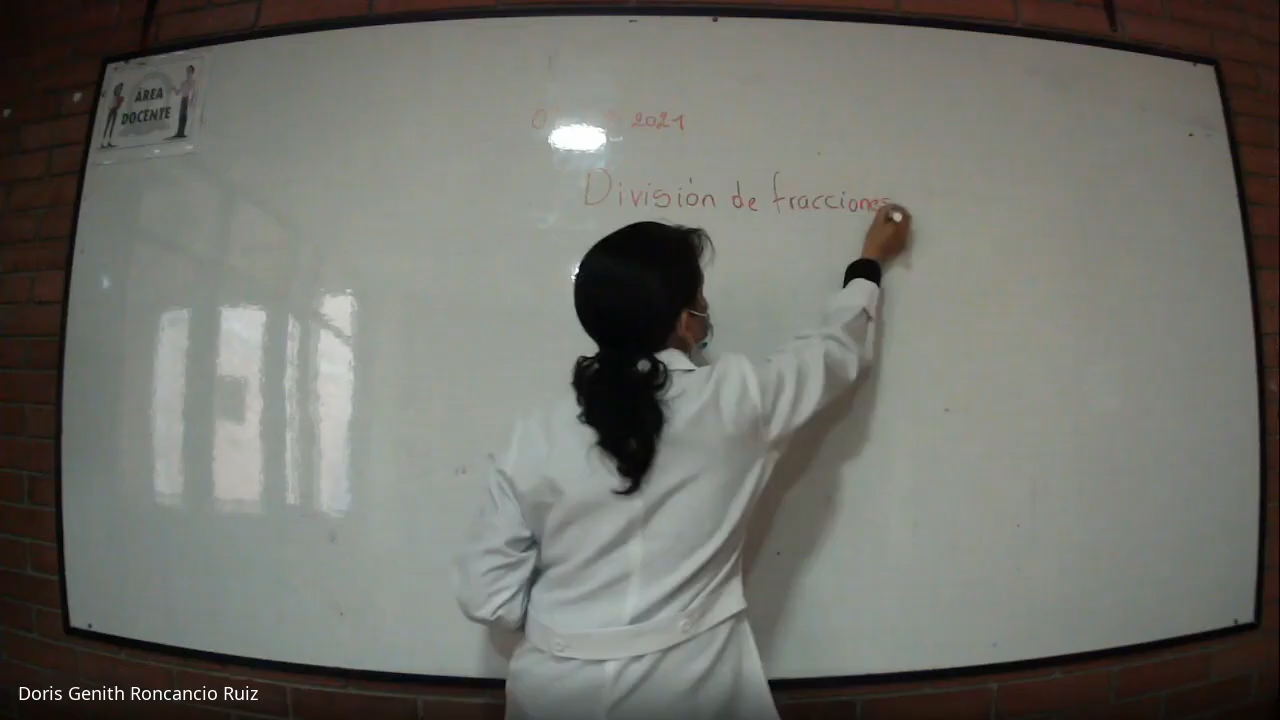 ÁREA
DOCENTE
2021
División de fracciones
Doris Genith Roncancio Ruiz